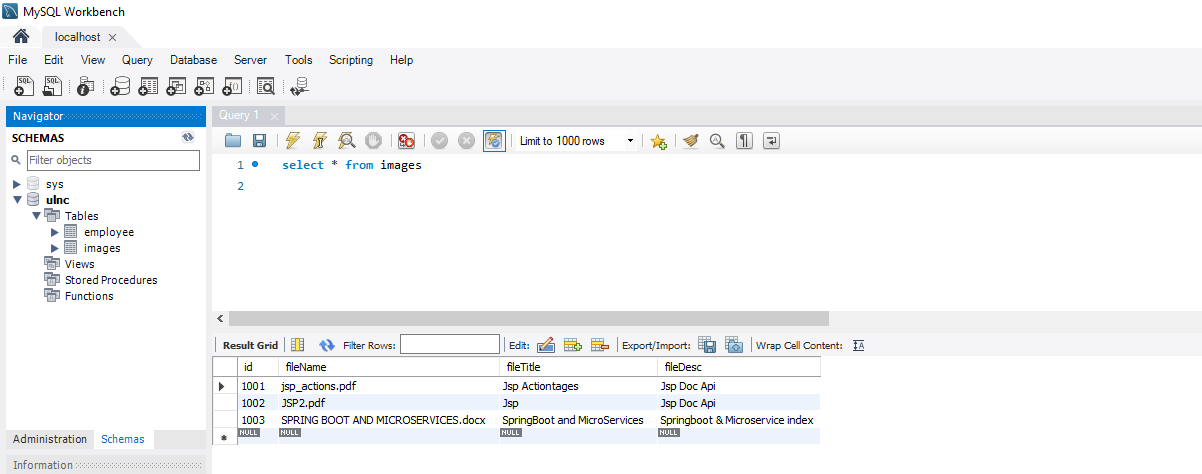 MySQL Workbench
localhost
File Edit View Query Database Server Tools Scripting Help
Navigator
SCHEMAS
Filter objects
sys
ulnc
Tables
employee
images
Views
Stored Procedures
Functions
Administration Schemas
Information
Query 1
Limit to 1000 rows
1 select * from images
2
Result Grid Filter Rows: Edit: Export/Import: Wrap Cell Content:
id fileName fileTitle fileDesc
1001 jsp_actions.pdf Jsp Actiontages Jsp Doc Api
1002 JSP2.pdf Jsp Jsp Doc Api
1003 SPRING BOOT AND MICROSERVICES.docx SpringBoot and MicroServices Springboot & Microservice index
NULL NULL NULL NULL